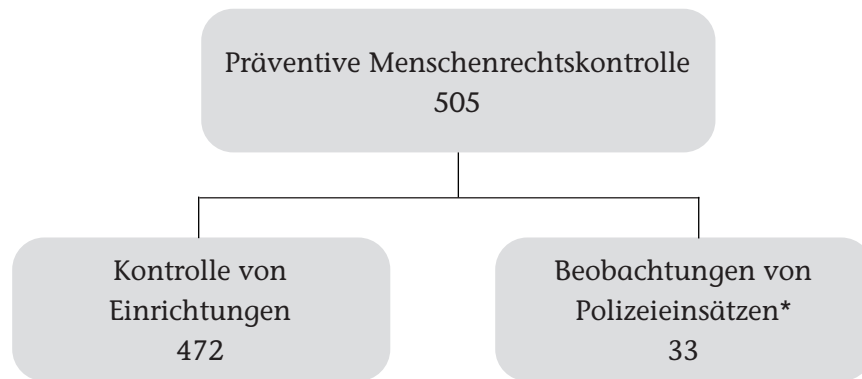 Präventive Menschenrechtskontrolle
505
Kontrolle von
Einrichtungen
472
Beobachtungen von
Polizeieinsätzen*
33